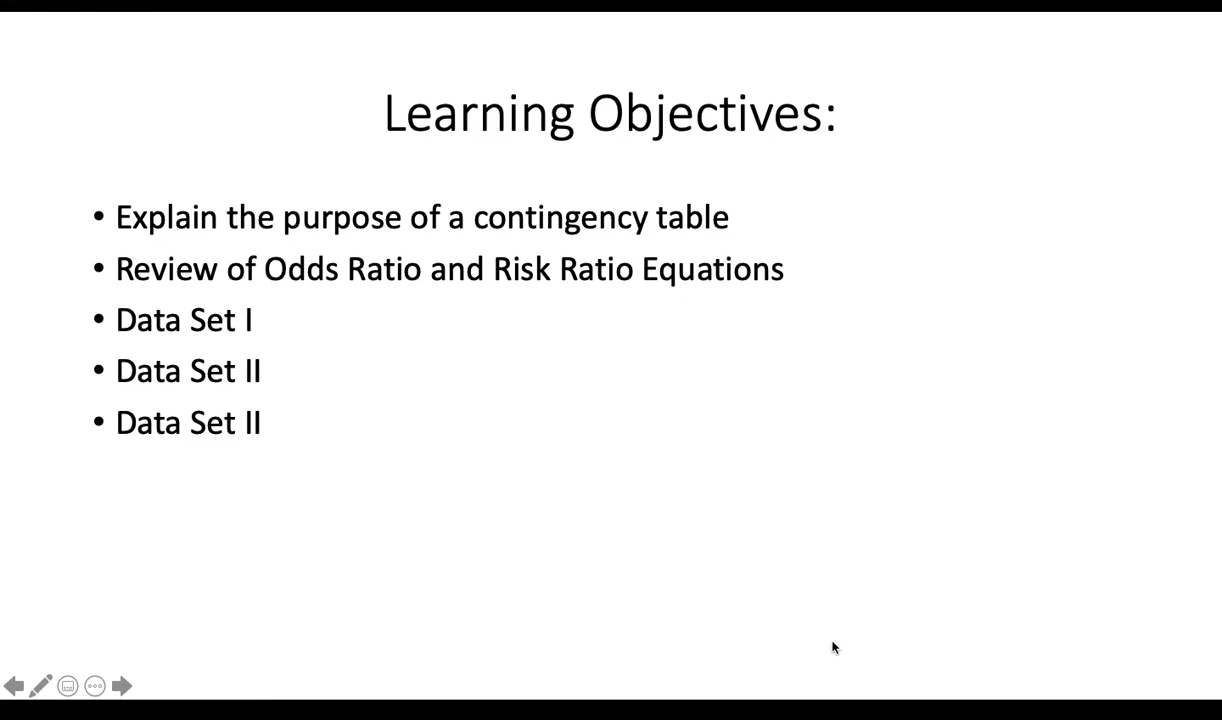 Learning Objectives:
• Explain the purpose of a contingency table
• Review of Odds Ratio and Risk Ratio Equations
• Data Set I
• Data Set II
• Data Set II